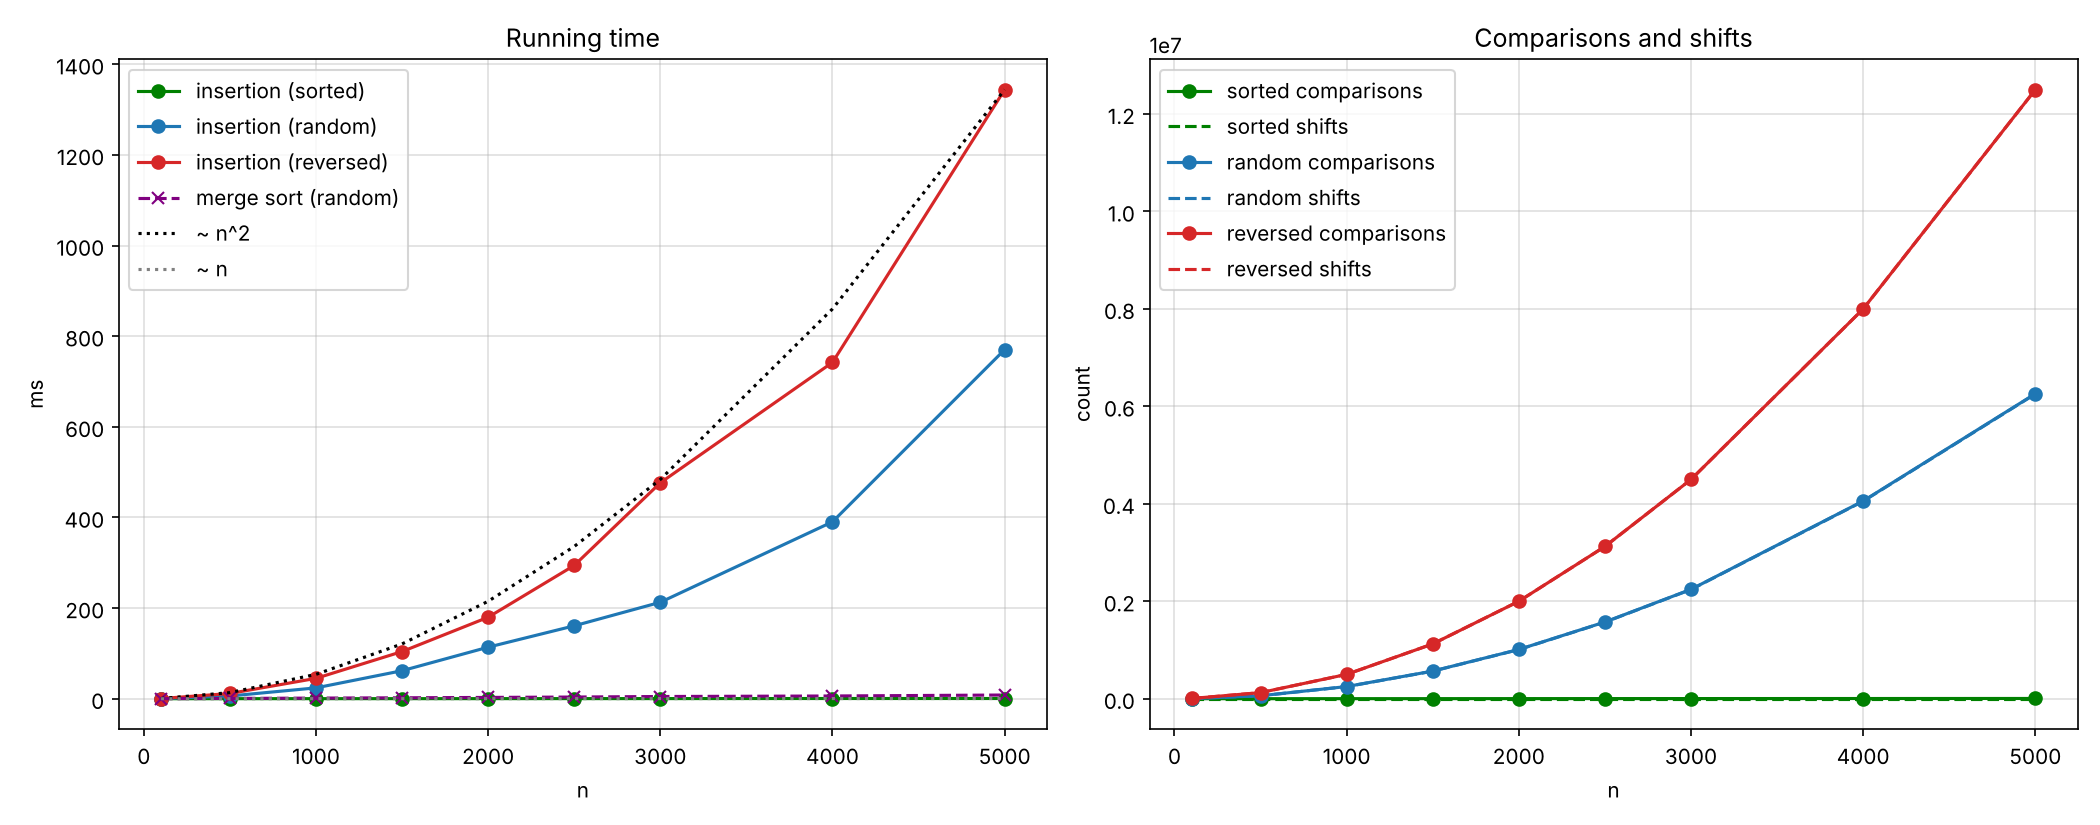 Running time
1400
1200
1000
800
600
400
200
0
ms
insertion (sorted)
insertion (random)
insertion (reversed)
merge sort (random)
~ n^2
~ n
0 1000 2000 3000 4000 5000
n
Comparisons and shifts
1e7
1.2
1.0
0.8
0.6
0.4
0.2
0.0
count
sorted comparisons
sorted shifts
random comparisons
random shifts
reversed comparisons
reversed shifts
0 1000 2000 3000 4000 5000
n